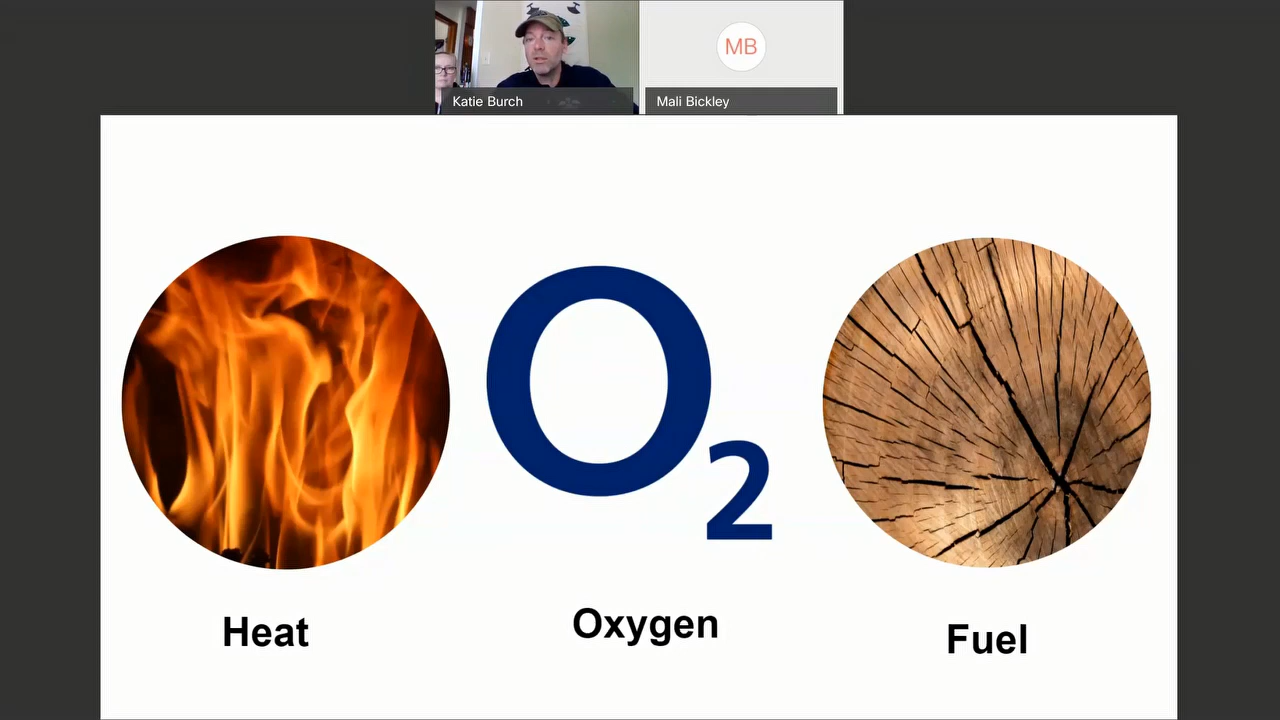 MB
Katie Burch
Mali Bickley
O2
Heat
Oxygen
Fuel